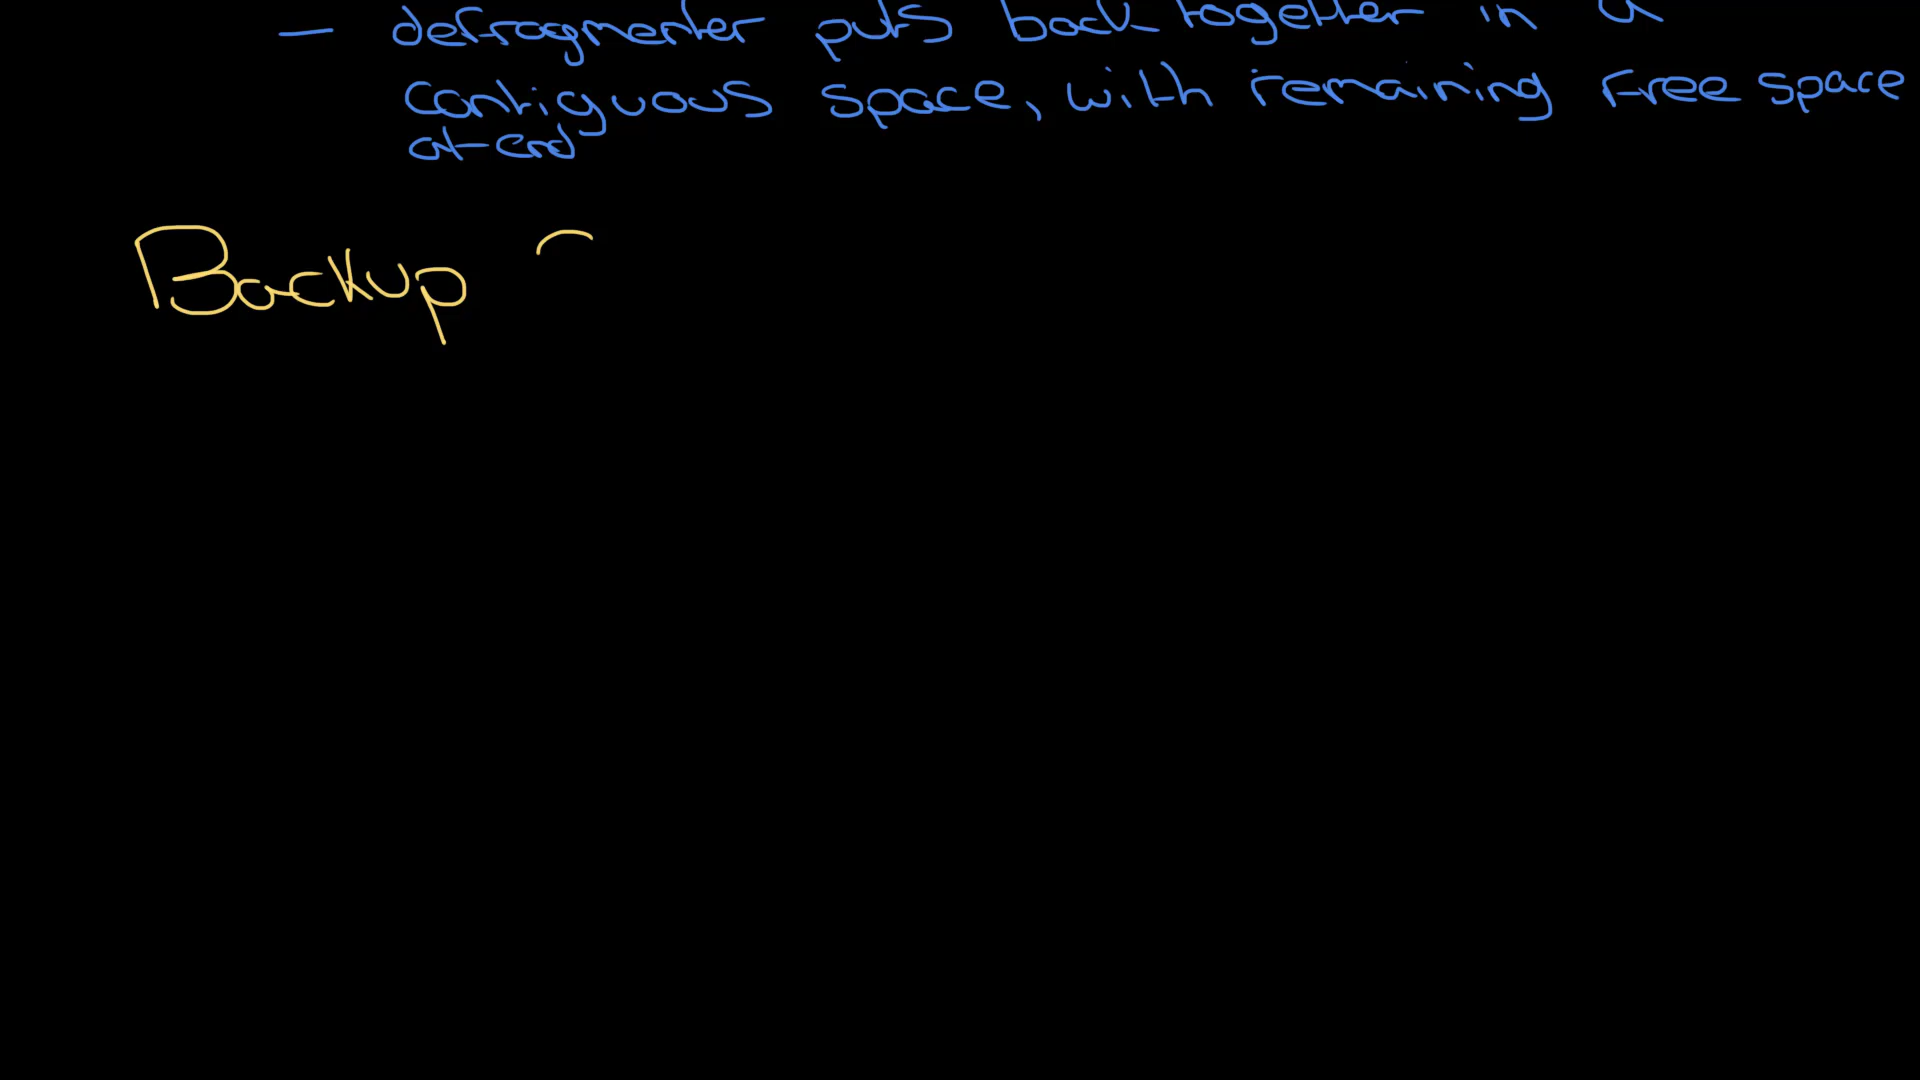 — defragmenter puts back together in a
contiguous space, with remaining free space
at end
Backup